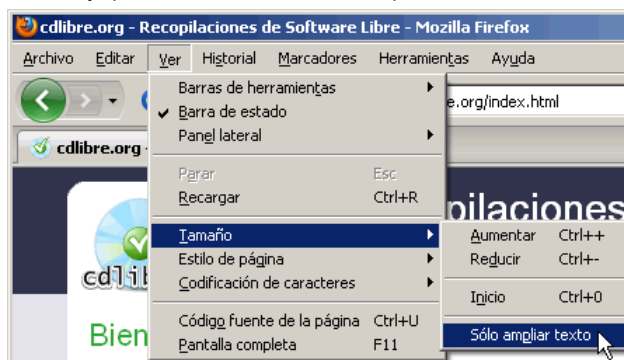 cdlibre.org - Recopilaciones de Software Libre - Mozilla Firefox
Archivo Editar Ver Historial Marcadores Herramientas Ayuda
Barras de herramientas
Barra de estado
Panel lateral
Parar Esc
Recargar Ctrl+R
Tamaño
Estilo de página
Codificación de caracteres
Código fuente de la página Ctrl+U
Pantalla completa F11
e.org/index.html
cdlibre.org
pilaciones
Aumentar Ctrl++
Reducir Ctrl+-
Inicio Ctrl+0
Sólo ampliar texto
cdlib
Bien